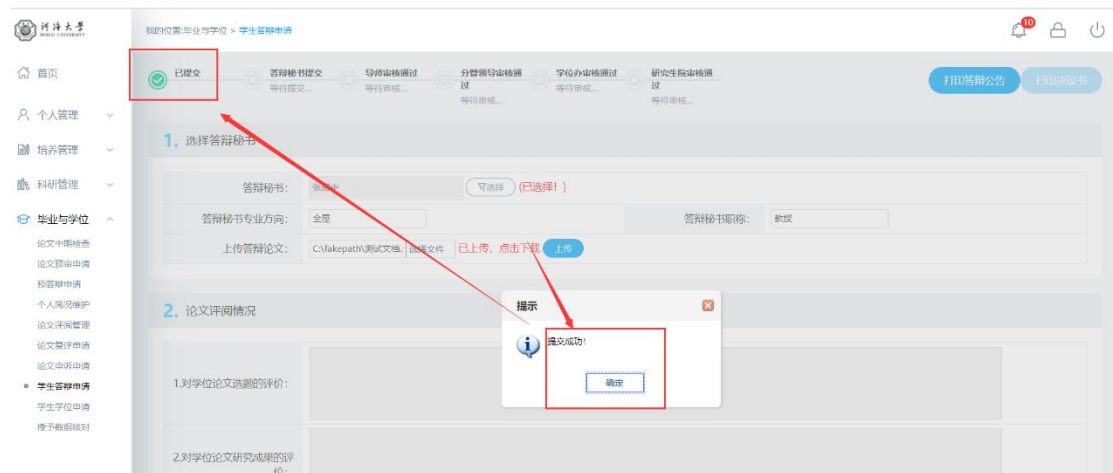 河海大学
HOHAI UNIVERSITY
我的位置:毕业与学位 > 学生答辩申请
10
首页
个人管理
培养管理
科研管理
毕业与学位
论文中期检查
论文预审申请
预答辩申请
个人简况维护
论文评阅管理
论文复评申请
论文申诉申请
学生答辩申请
学生学位申请
授予数据核对
已提交
答辩秘书提交
等待提交...
导师审核通过
等待审核...
分管领导审核通
过
等待审核...
学位办审核通过
等待审核...
研究生院审核通
过
等待审核...
打印答辩公告
打印决议书
1. 选择答辩秘书
答辩秘书:
选择
(已选择！)
答辩秘书专业方向:
答辩秘书职称:
教授
上传答辩论文:
C:\fakepath\测试文档.
选择文件
已上传，点击下载
上传
2. 论文评阅情况
提示
提交成功!
确定
1.对学位论文选题的评价:
2.对学位论文研究成果的评
价: